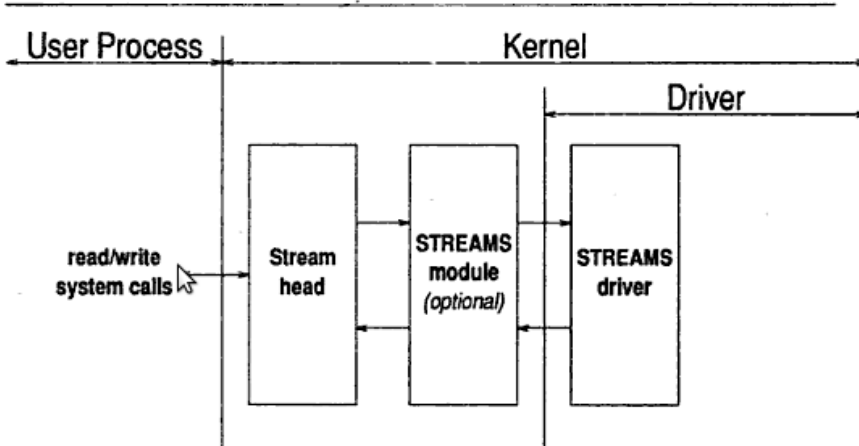 User Process
Kernel
Driver
read/write
system calls
Stream
head
STREAMS
module
(optional)
STREAMS
driver